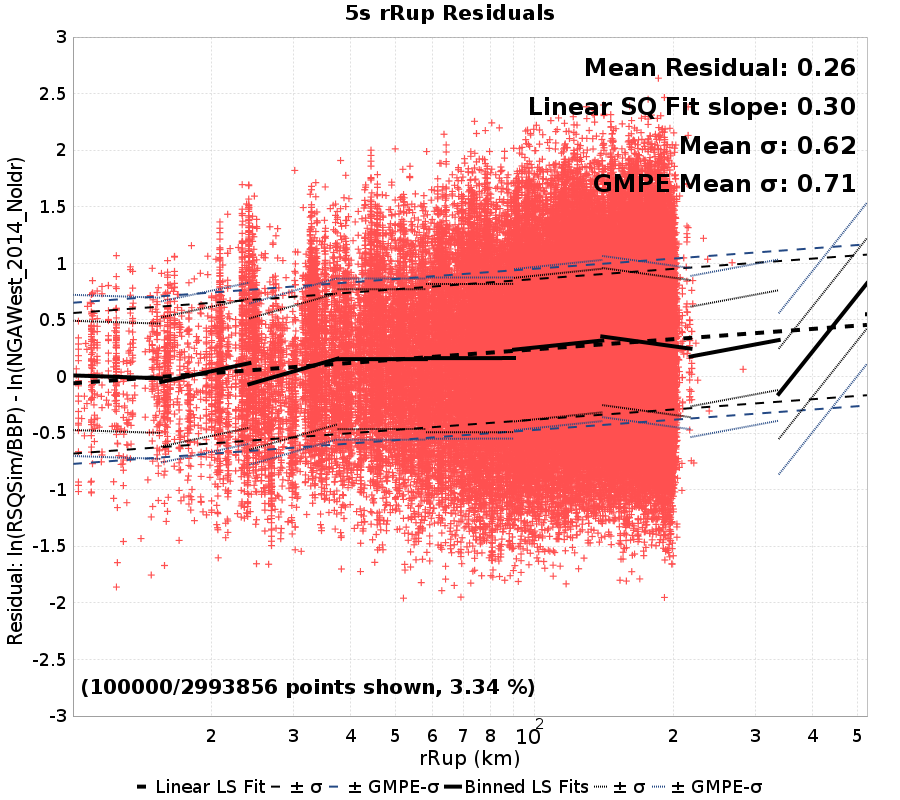 5s rRup Residuals
Mean Residual: 0.26
Linear SQ Fit slope: 0.30
Mean σ: 0.62
GMPE Mean σ: 0.71
3
2.5
2
1.5
1
0.5
0
-0.5
-1
-1.5
-2
-2.5
-3
Residual: ln(RSQSim/BBP) - ln(NGAWest_2014_NoIdr)
(100000/2993856 points shown, 3.34 %)
2 3 4 5 6 7 8 10² 2 3 4 5
rRup (km)
Linear LS Fit ± σ ± GMPE-σ Binned LS Fits ± σ ± GMPE-σ